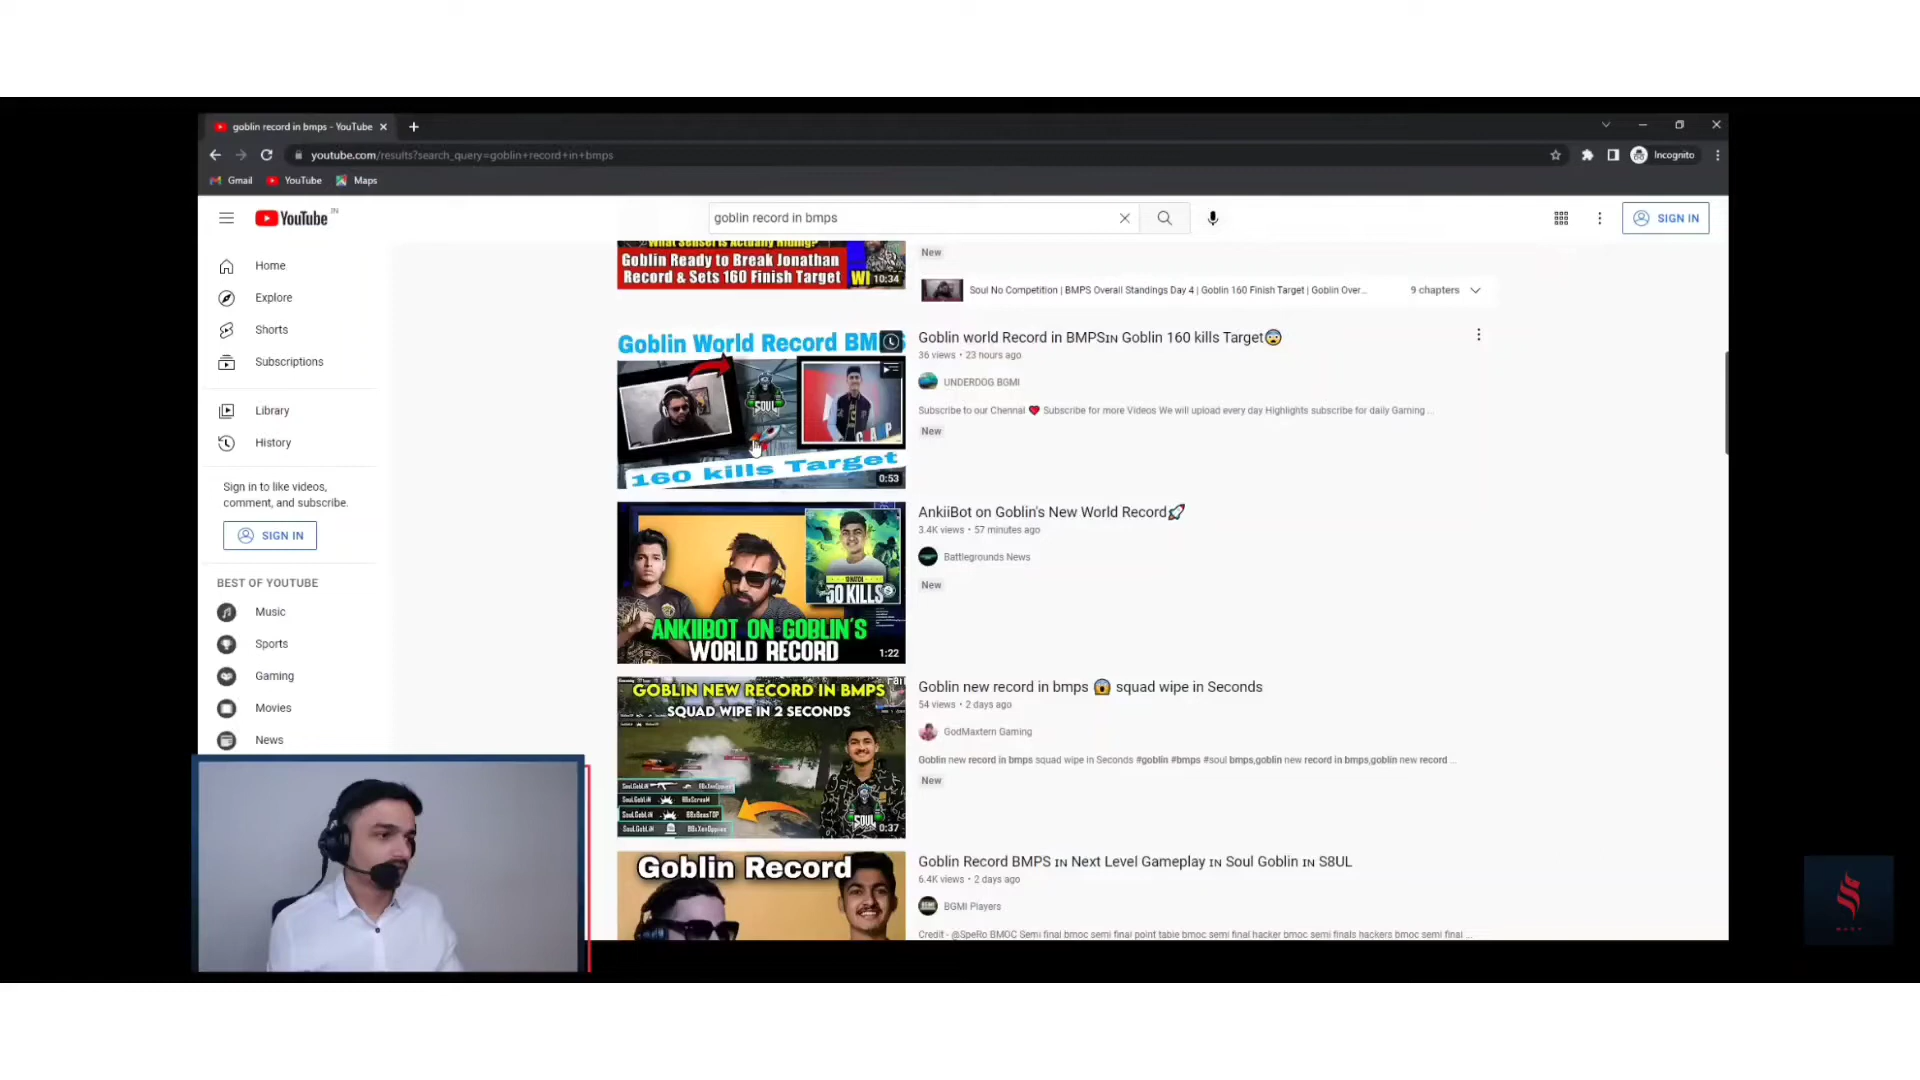 goblin record in bmps - YouTube
youtube.com/results?search_query=goblin+record+in+bmps
Incognito
Gmail
YouTube
Maps
YouTube
IN
goblin record in bmps
SIGN IN
Home
Explore
Shorts
Subscriptions
Library
History
Sign in to like videos,
comment, and subscribe.
SIGN IN
BEST OF YOUTUBE
Music
Sports
Gaming
Movies
News
What Sensei is Actually Hiding?
Goblin Ready to Break Jonathan
Record & Sets 160 Finish Target
10:34
New
Soul No Competition | BMPS Overall Standings Day 4 | Goblin 160 Finish Target | Goblin Over...
9 chapters
Goblin World Record BM
SOUL
160 kills Target
0:53
Goblin world Record in BMPSɪɴ Goblin 160 kills Target😨
36 views • 23 hours ago
UNDERDOG BGMI
Subscribe to our Chennal ❤️ Subscribe for more Videos We will upload every day Highlights subscribe for daily Gaming ...
New
KILLS
ANKIIBOT ON GOBLIN'S
WORLD RECORD
1:22
AnkiiBot on Goblin's New World Record🚀
3.4K views • 57 minutes ago
Battlegrounds News
New
GOBLIN NEW RECORD IN BMPS
SQUAD WIPE IN 2 SECONDS
SOUL
0:37
Goblin new record in bmps 😱 squad wipe in Seconds
54 views • 2 days ago
GodMaxtern Gaming
Goblin new record in bmps squad wipe in Seconds #goblin #bmps #soul bmps,goblin new record in bmps,goblin new record ...
New
Goblin Record
Goblin Record BMPS ɪɴ Next Level Gameplay ɪɴ Soul Goblin ɪɴ S8UL
6.4K views • 2 days ago
BGMI Players
Credit - @SpeRo BMOC Semi final bmoc semi final point table bmoc semi final hacker bmoc semi finals hackers bmoc semi final ...